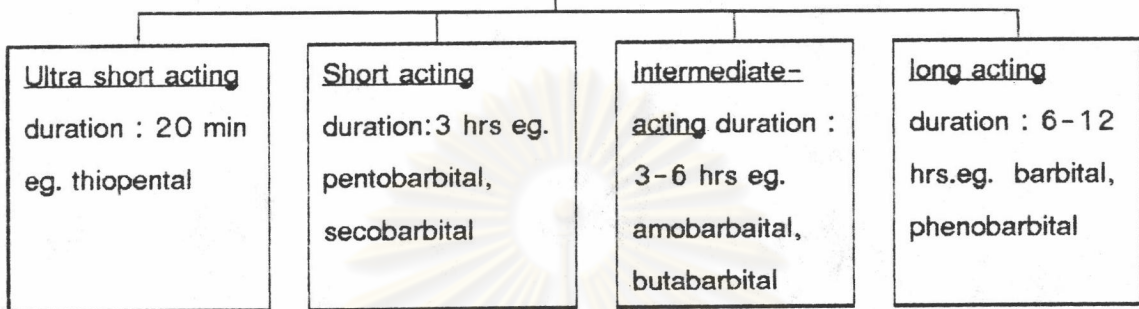 Ultra short acting
duration : 20 min
eg. thiopental
Short acting
duration:3 hrs eg.
pentobarbital,
secobarbital
Intermediate-
acting duration :
3-6 hrs eg.
amobarbaital,
butabarbital
long acting
duration : 6-12
hrs.eg. barbital,
phenobarbital